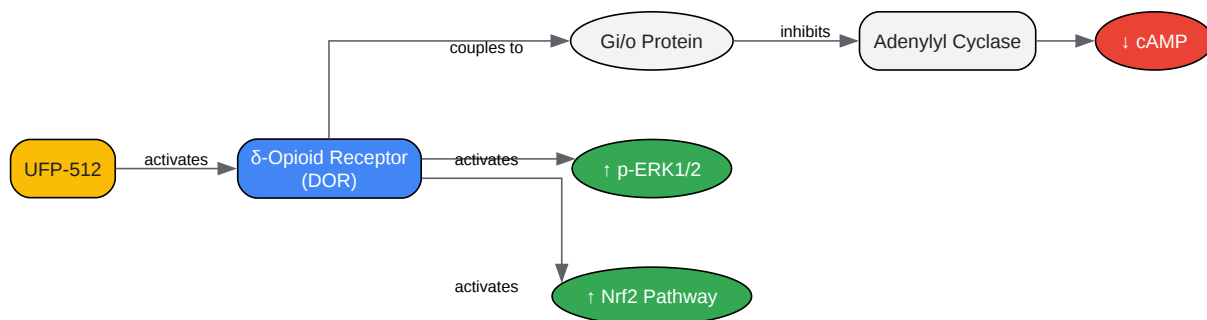 couples to
Gi/o Protein
inhibits
Adenylyl Cyclase
↓ cAMP
UFP-512
activates
δ-Opioid Receptor
(DOR)
activates
↑ p-ERK1/2
activates
↑ Nrf2 Pathway